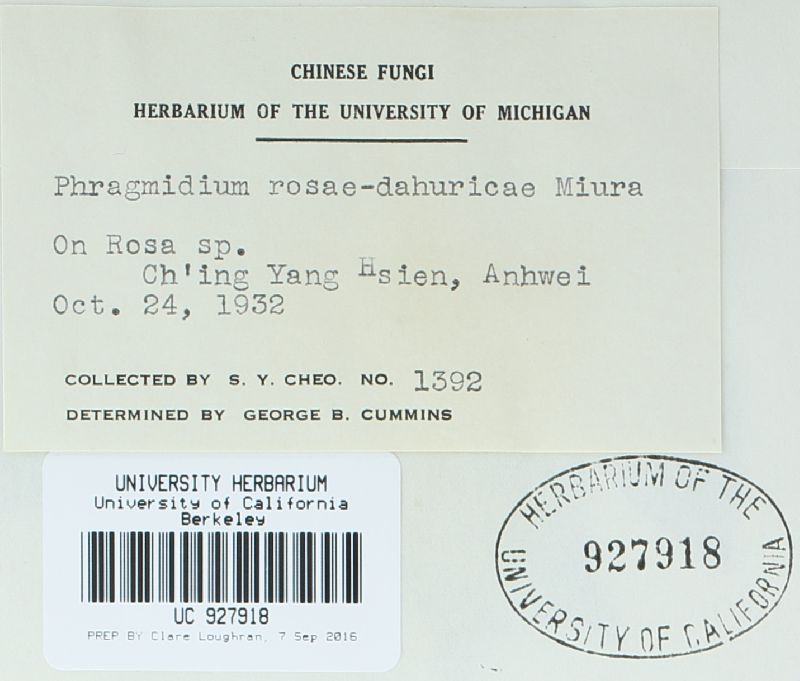 CHINESE FUNGI
HERBARIUM OF THE UNIVERSITY OF MICHIGAN
Phragmidium rosae-dahuricae Miura
On Rosa sp.
Ch'ing Yang Hsien, Anhwei
Oct. 24, 1932
COLLECTED BY S. Y. CHEO. NO. 1392
DETERMINED BY GEORGE B. CUMMINS
UNIVERSITY HERBARIUM
University of California
Berkeley
UC 927918
PREP BY Clare Loughran, 7 Sep 2016
HERBARIUM OF THE
927918
UNIVERSITY OF CALIFORNIA